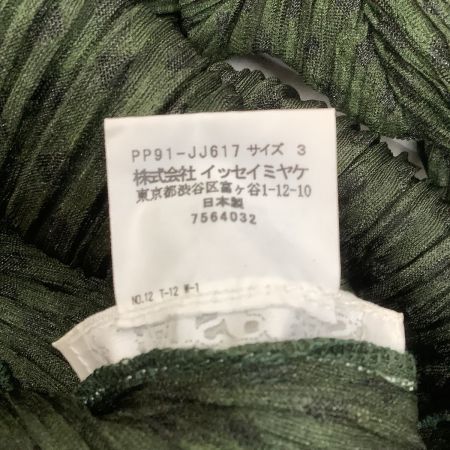 PP91-JJ617 サイズ 3
株式会社 イッセイミヤケ
東京都渋谷区富ヶ谷1-12-10
日本製
7564032
NO.12 T-12 M-1